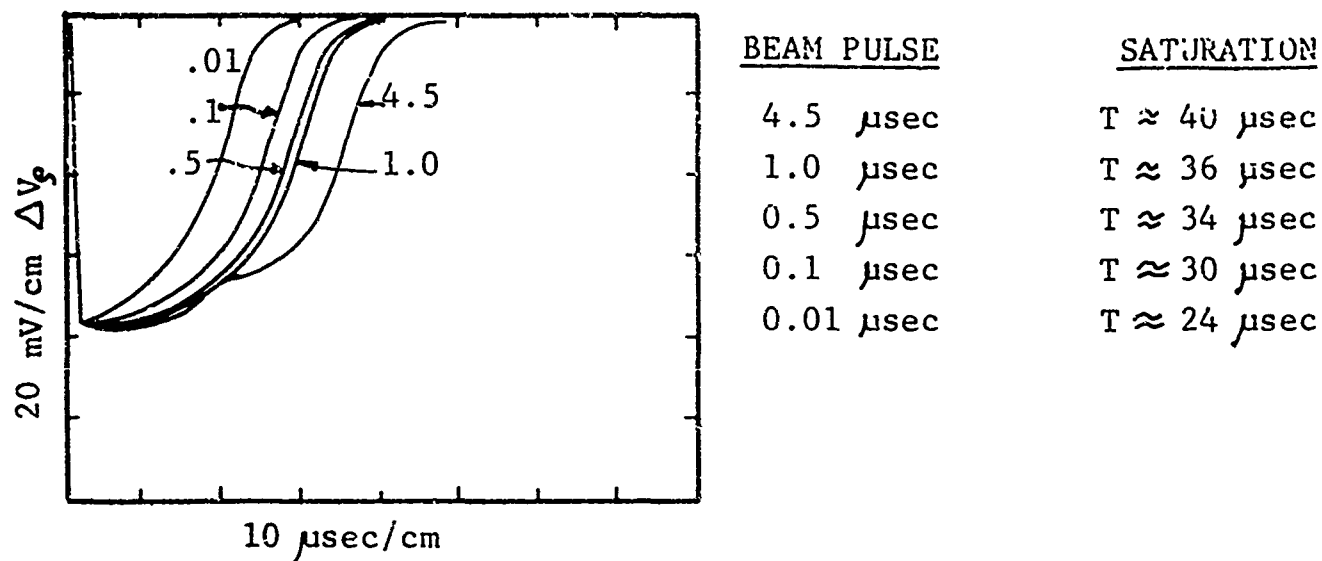 BEAM PULSE SATURATION
4.5 μsec T ≈ 40 μsec
1.0 μsec T ≈ 36 μsec
0.5 μsec T ≈ 34 μsec
0.1 μsec T ≈ 30 μsec
0.01 μsec T ≈ 24 μsec
.01
.1
4.5
.5
1.0
20 mV/cm ΔVρ
10 μsec/cm